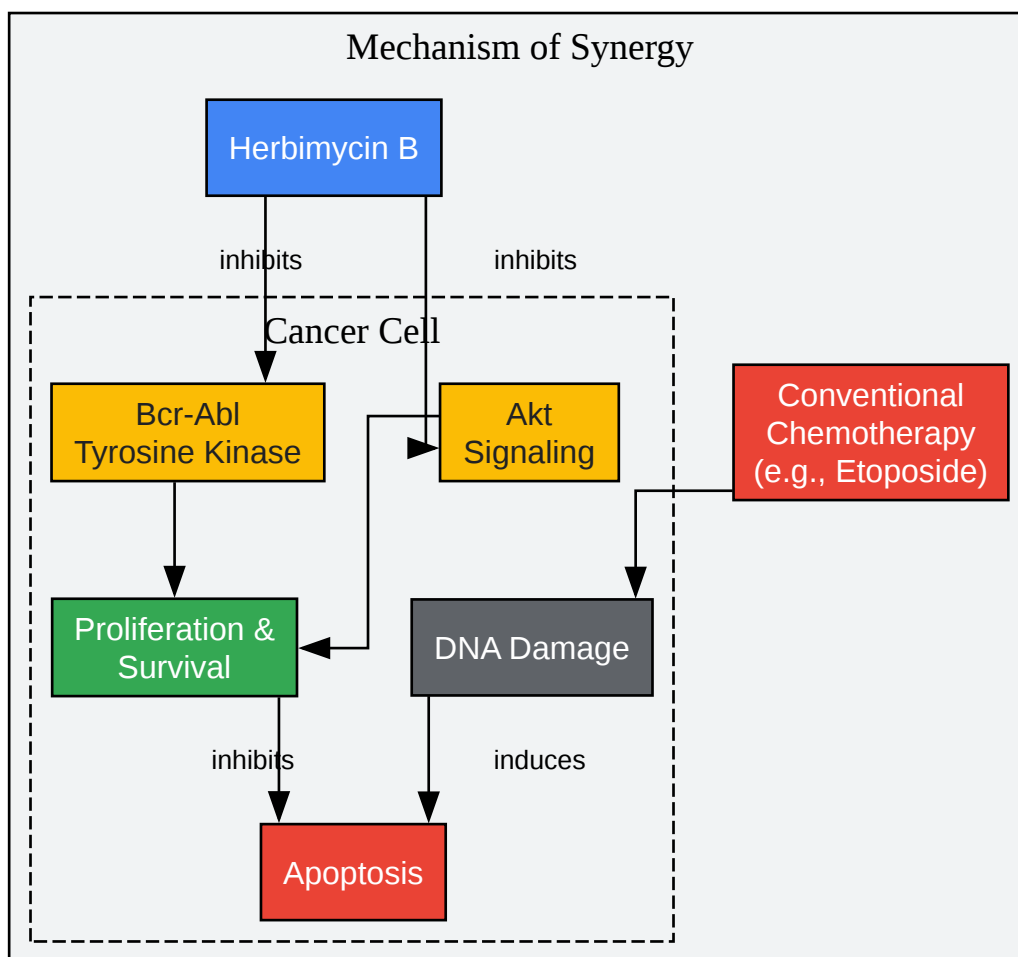 Mechanism of Synergy
Herbimycin B
inhibits
inhibits
Cancer Cell
Bcr-Abl
Tyrosine Kinase
Akt
Signaling
Conventional
Chemotherapy
(e.g., Etoposide)
Proliferation &
Survival
DNA Damage
inhibits
induces
Apoptosis